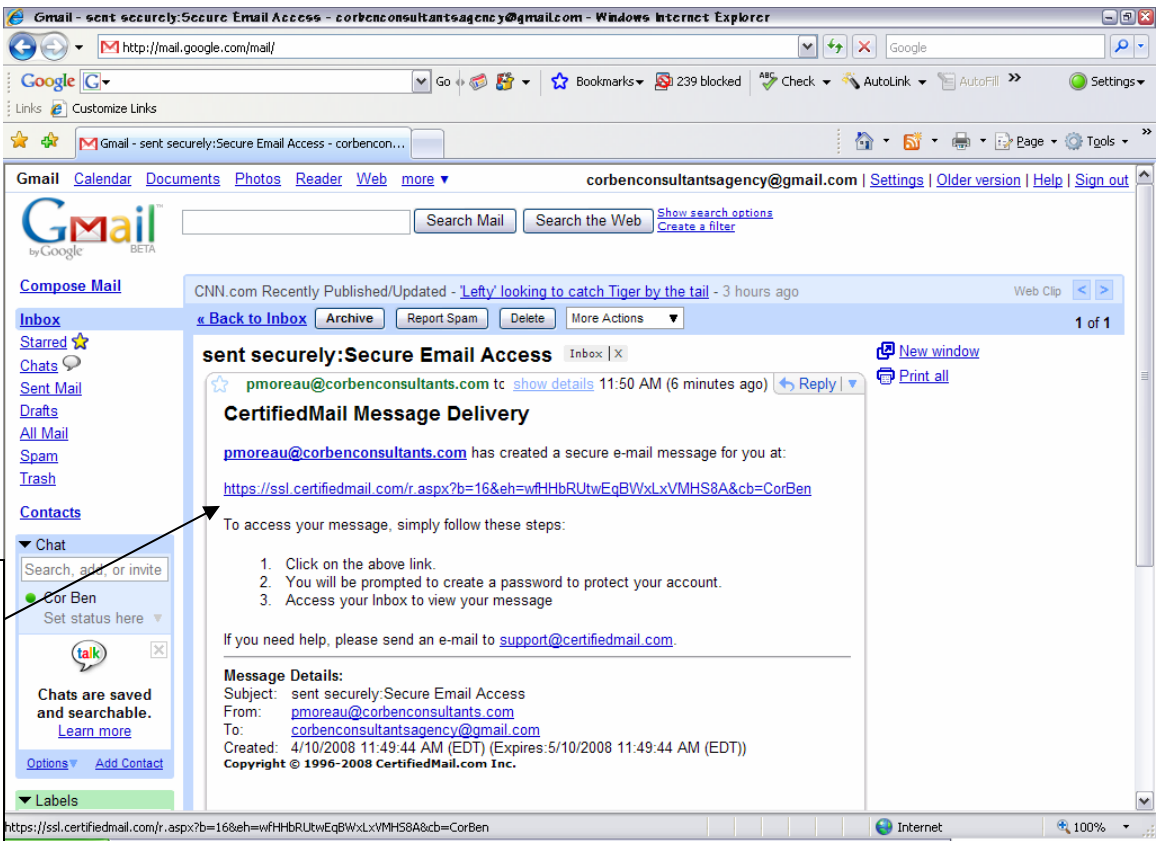 Gmail - sent securely:Secure Email Access - corbenconsultantsagency@gmail.com - Windows Internet Explorer
http://mail.google.com/mail/
Google
Google G Go Bookmarks 239 blocked ABC Check AutoLink AutoFill >> Settings
Links Customize Links
Gmail - sent securely:Secure Email Access - corbencon... Page Tools >>
Gmail Calendar Documents Photos Reader Web more ▼ corbenconsultantsagency@gmail.com | Settings | Older version | Help | Sign out
Gmail TM
by Google BETA
Search Mail Search the Web Show search options
Create a filter
Compose Mail
Inbox
Starred
Chats
Sent Mail
Drafts
All Mail
Spam
Trash
Contacts
▼ Chat
Search, add, or invite
Cor Ben
Set status here ▼
talk X
Chats are saved
and searchable.
Learn more
Options▼ Add Contact
▼ Labels
CNN.com Recently Published/Updated - 'Lefty' looking to catch Tiger by the tail - 3 hours ago Web Clip < >
« Back to Inbox Archive Report Spam Delete More Actions ▼ 1 of 1
sent securely:Secure Email Access Inbox | X
New window
Print all
pmoreau@corbenconsultants.com to show details 11:50 AM (6 minutes ago) Reply | ▼
CertifiedMail Message Delivery
pmoreau@corbenconsultants.com has created a secure e-mail message for you at:
https://ssl.certifiedmail.com/r.aspx?b=16&eh=wfHHbRUtwEqBWxLxVMHS8A&cb=CorBen
To access your message, simply follow these steps:
1. Click on the above link.
2. You will be prompted to create a password to protect your account.
3. Access your Inbox to view your message
If you need help, please send an e-mail to support@certifiedmail.com.
Message Details:
Subject: sent securely:Secure Email Access
From: pmoreau@corbenconsultants.com
To: corbenconsultantsagency@gmail.com
Created: 4/10/2008 11:49:44 AM (EDT) (Expires:5/10/2008 11:49:44 AM (EDT))
Copyright © 1996-2008 CertifiedMail.com Inc.
https://ssl.certifiedmail.com/r.aspx?b=16&eh=wfHHbRUtwEqBWxLxVMHS8A&cb=CorBen Internet 100%